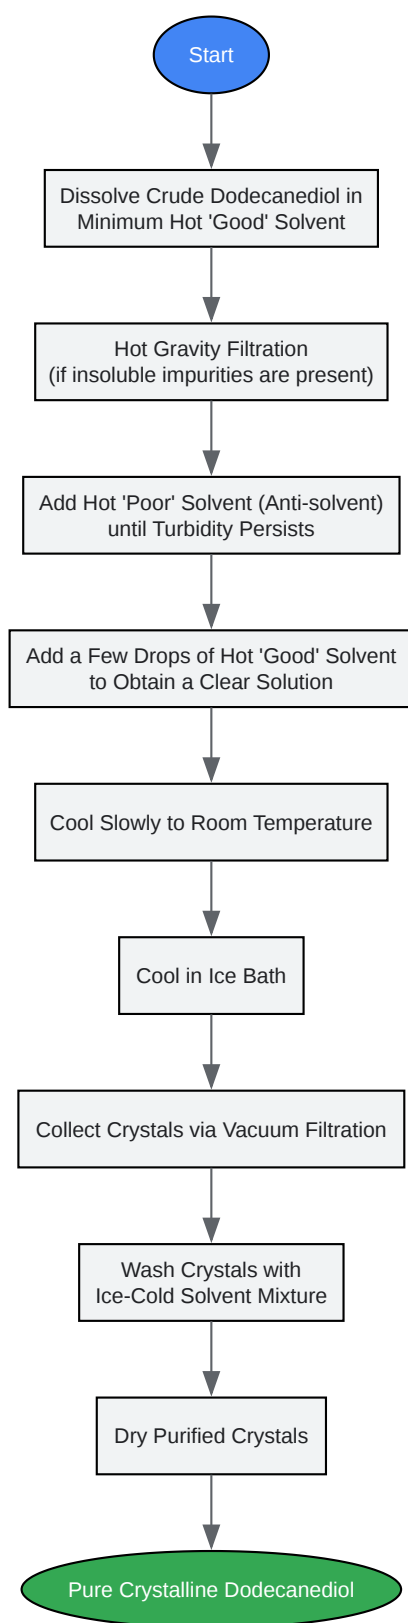 Start
Dissolve Crude Dodecanediol in
Minimum Hot 'Good' Solvent
Hot Gravity Filtration
(if insoluble impurities are present)
Add Hot 'Poor' Solvent (Anti-solvent)
until Turbidity Persists
Add a Few Drops of Hot 'Good' Solvent
to Obtain a Clear Solution
Cool Slowly to Room Temperature
Cool in Ice Bath
Collect Crystals via Vacuum Filtration
Wash Crystals with
Ice-Cold Solvent Mixture
Dry Purified Crystals
Pure Crystalline Dodecanediol